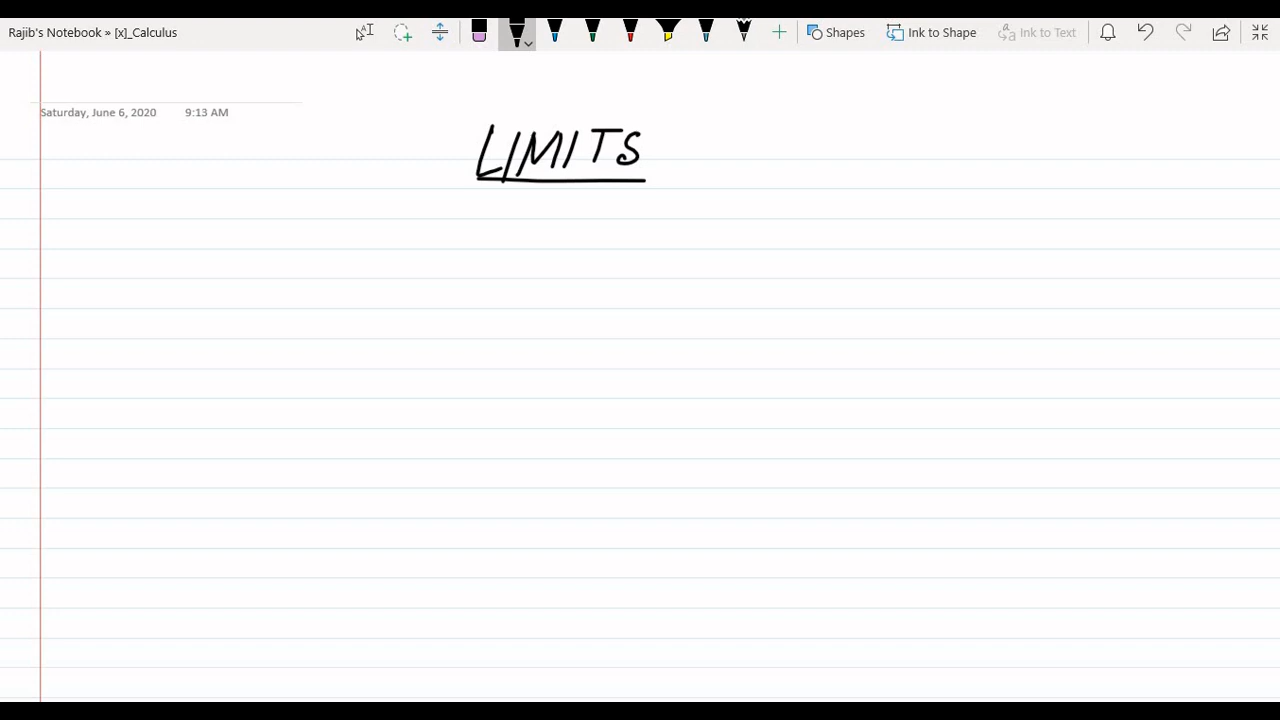 Rajib's Notebook • [x]_Calculus
Shapes
Ink to Shape
Ink to Text
Saturday, June 6, 2020 9:13 AM
LIMITS